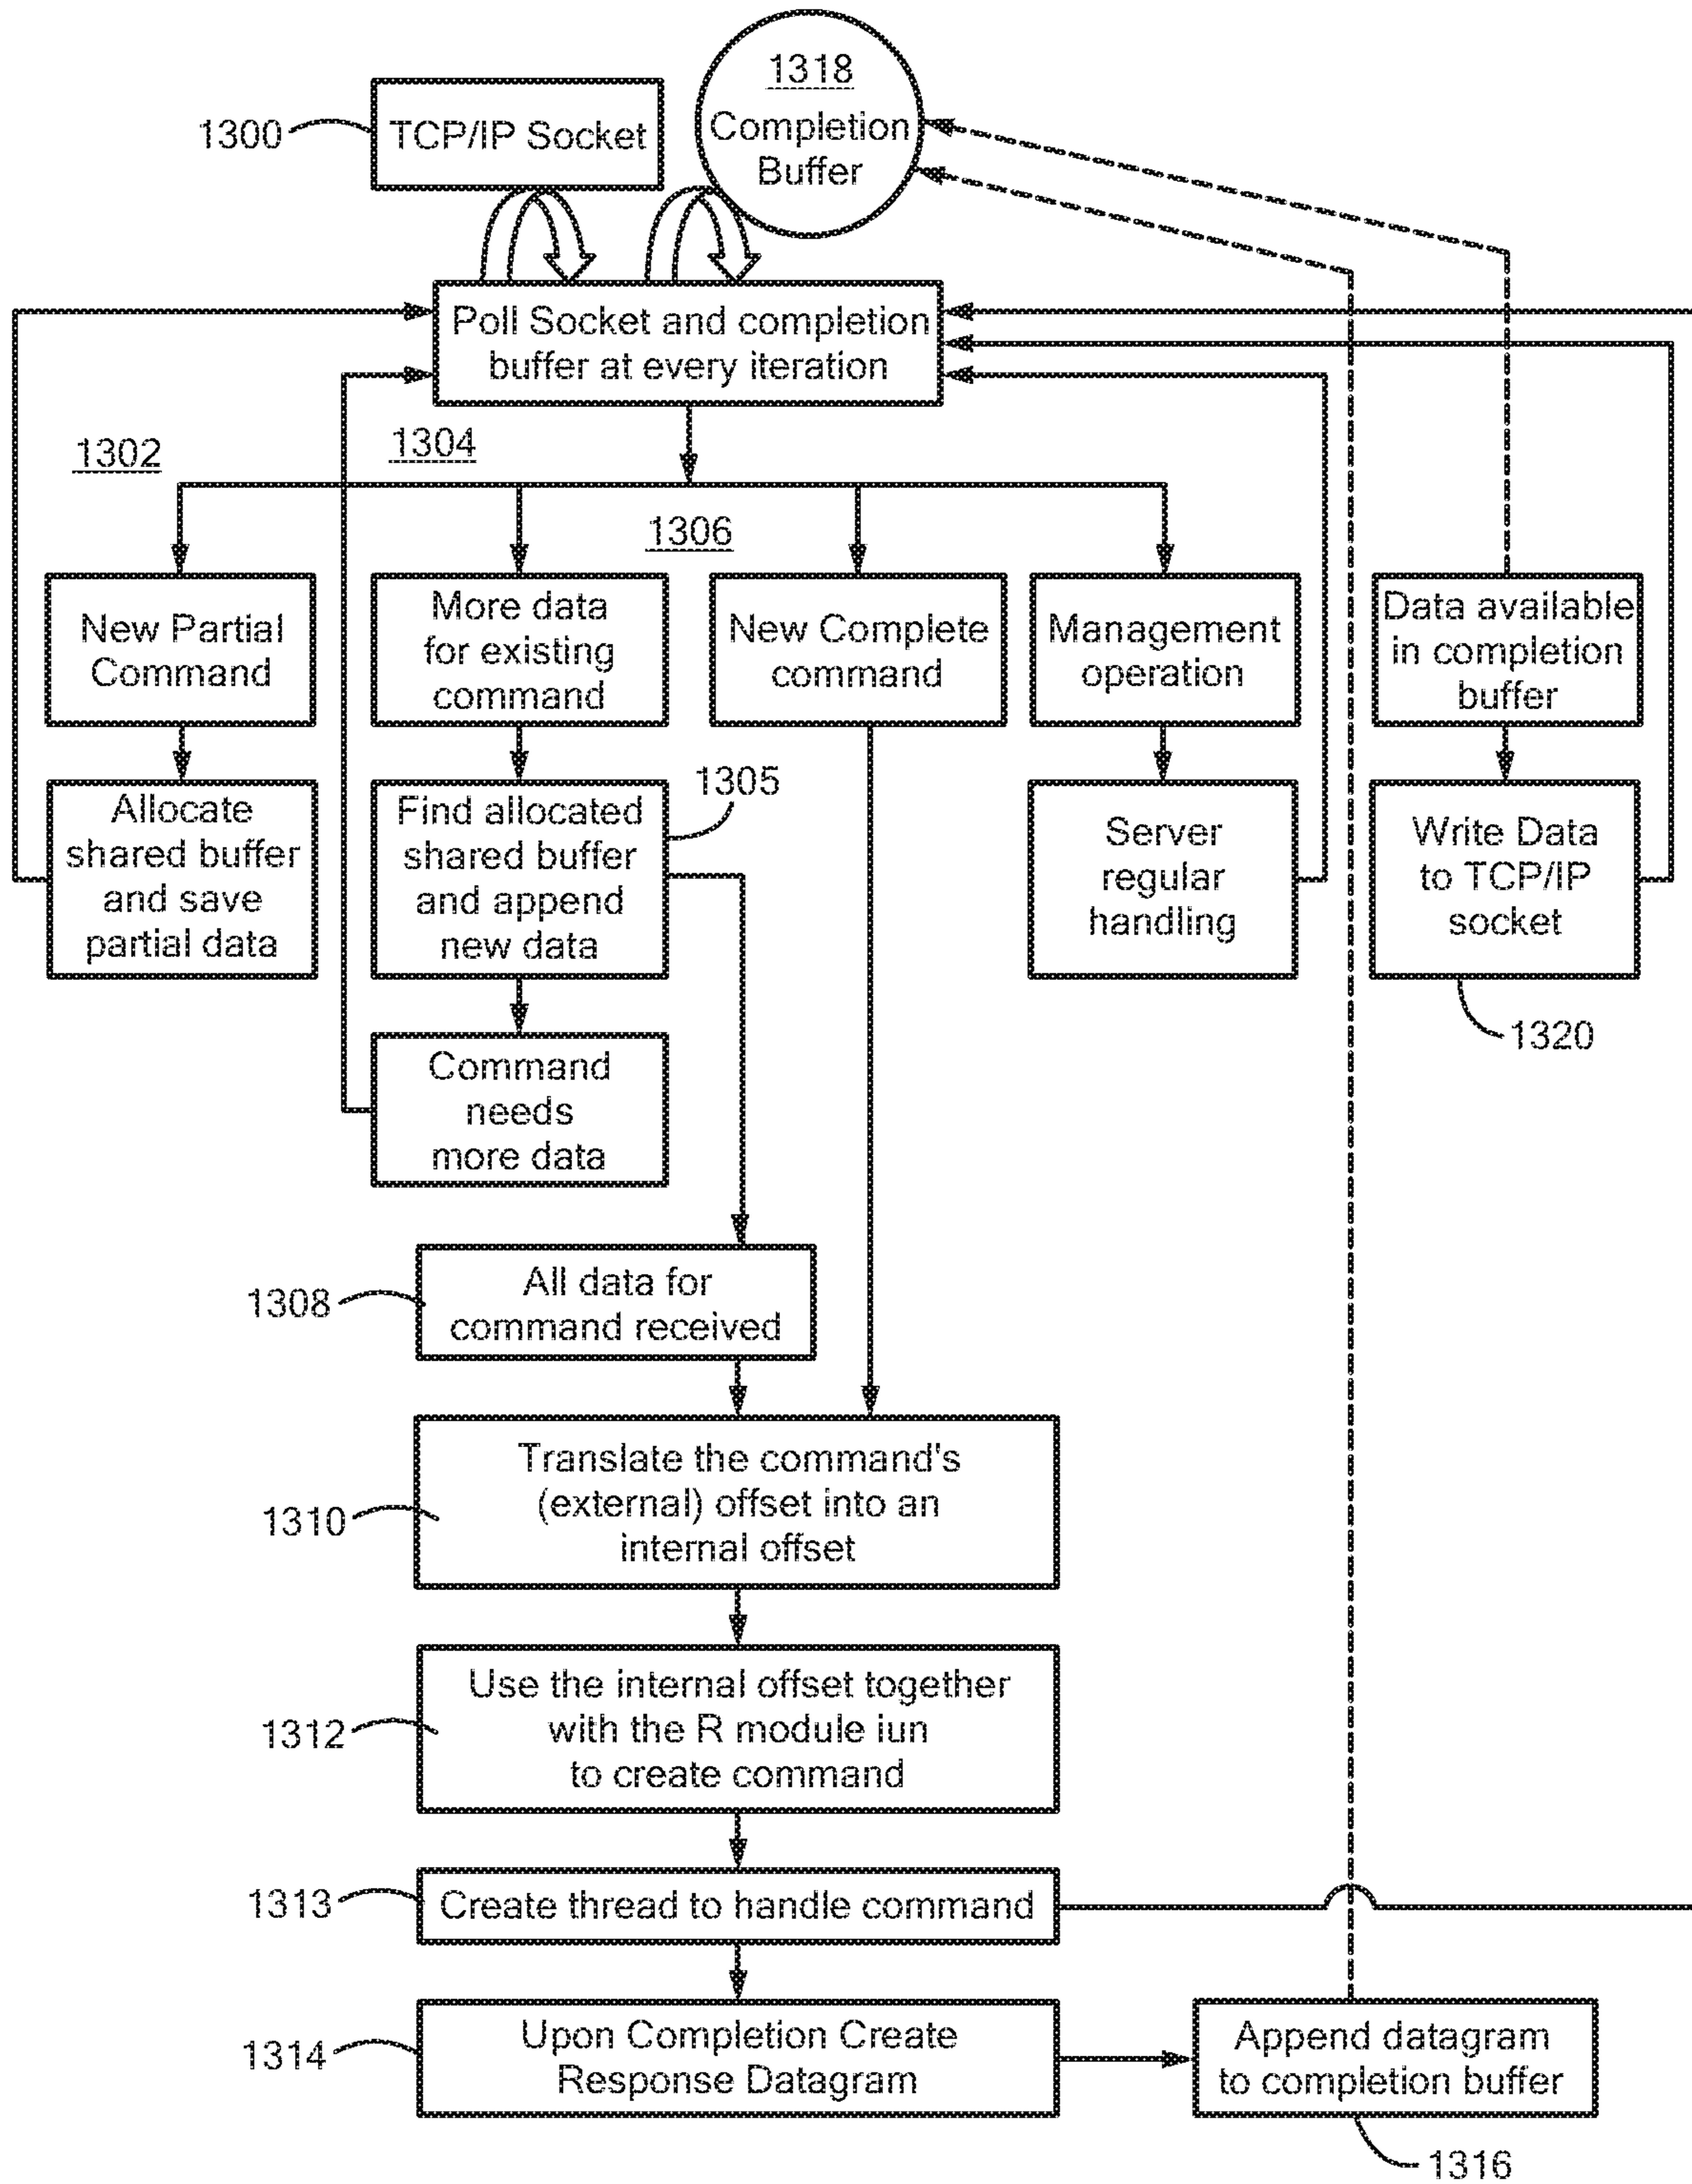 1318
Completion
Buffer
1300
TCP/IP Socket
Poll Socket and completion
buffer at every iteration
1302
1304
1306
New Partial
Command
More data
for existing
command
New Complete
command
Management
operation
Data available
in completion
buffer
Allocate
shared buffer
and save
partial data
Find allocated
shared buffer
and append
new data
1305
Server
regular
handling
Write Data
to TCP/IP
socket
1320
Command
needs
more data
1308
All data for
command received
1310
Translate the command's
(external) offset into an
internal offset
1312
Use the internal offset together
with the R module iun
to create command
1313
Create thread to handle command
1314
Upon Completion Create
Response Datagram
Append datagram
to completion buffer
1316